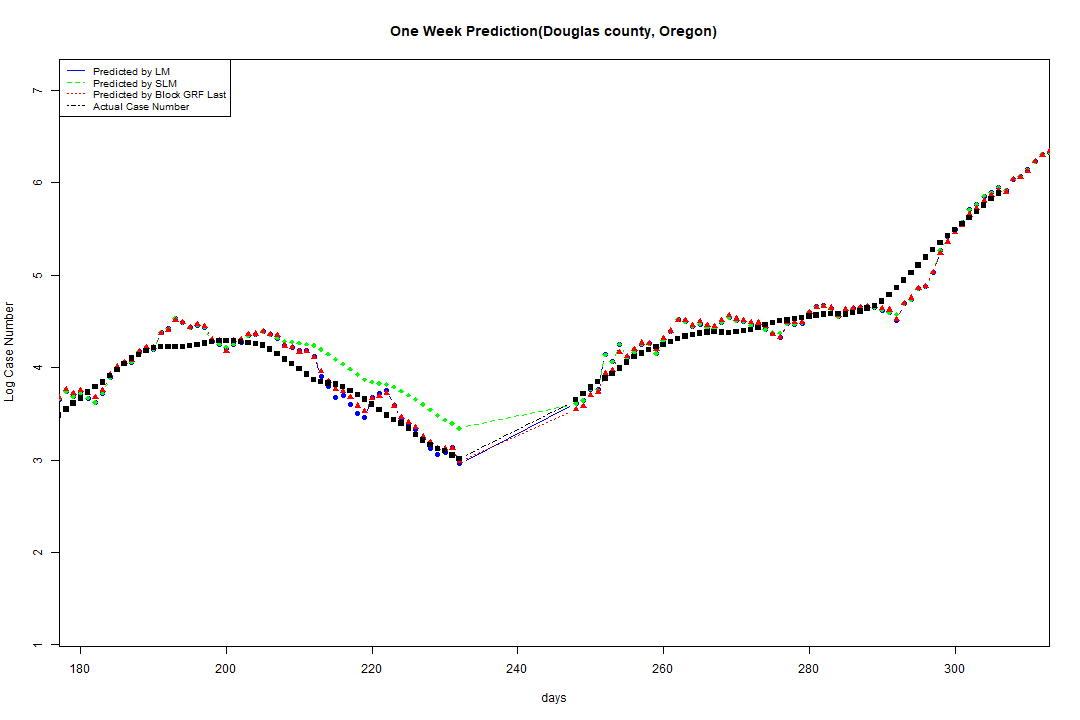 One Week Prediction(Douglas county, Oregon)
Predicted by LM
Predicted by SLM
Predicted by Block GRF Last
Actual Case Number
7
6
5
4
3
2
1
Log Case Number
180 200 220 240 260 280 300
days